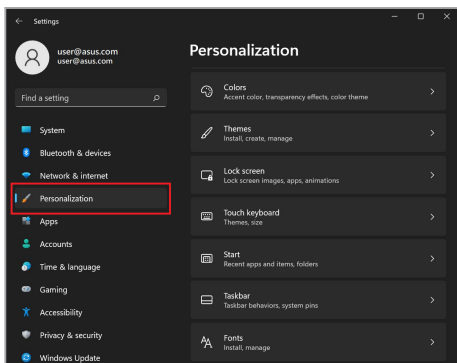 Settings
user@asus.com
user@asus.com
Find a setting
System
Bluetooth & devices
Network & internet
Personalization
Apps
Accounts
Time & language
Gaming
Accessibility
Privacy & security
Windows Update
Personalization
Colors
Accent color, transparency effects, color theme
Themes
Install, create, manage
Lock screen
Lock screen images, apps, animations
Touch keyboard
Themes, size
Start
Recent apps and items, folders
Taskbar
Taskbar behaviors, system pins
Fonts
Install, manage